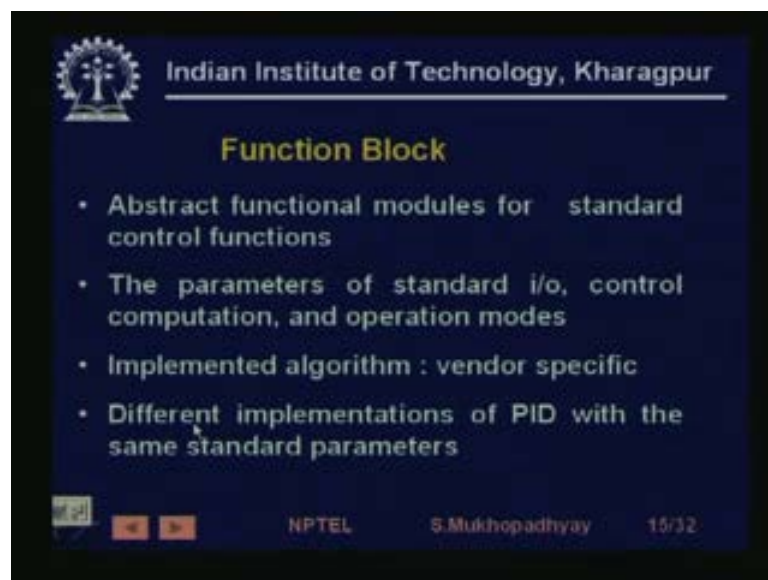 Indian Institute of Technology, Kharagpur
Function Block
• Abstract functional modules for standard
control functions
• The parameters of standard i/o, control
computation, and operation modes
• Implemented algorithm : vendor specific
• Different implementations of PID with the
same standard parameters
NPTEL S.Mukhopadhyay 15/32